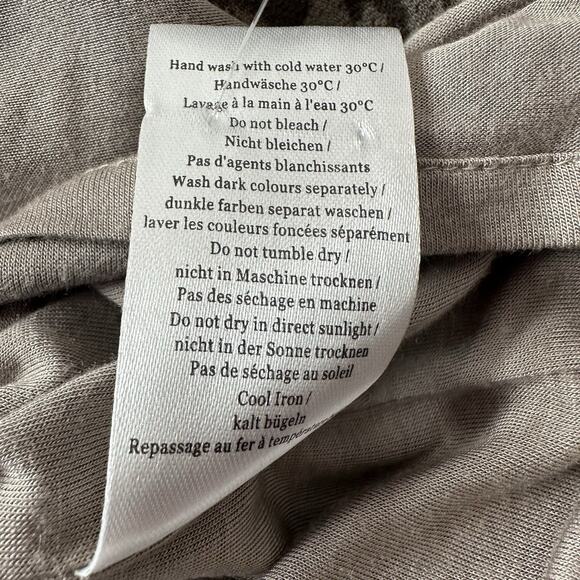 Hand wash with cold water 30°C /
Handwäsche 30°C /
Lavage à la main à l'eau 30°C
Do not bleach /
Nicht bleichen /
Pas d'agents blanchissants
Wash dark colours separately /
dunkle farben separat waschen /
laver les couleurs foncées séparément
Do not tumble dry /
nicht in Maschine trocknen /
Pas des séchage en machine
Do not dry in direct sunlight /
nicht in der Sonne trocknen
Pas de séchage au soleil
Cool Iron /
kalt bügeln
Repassage au fer à